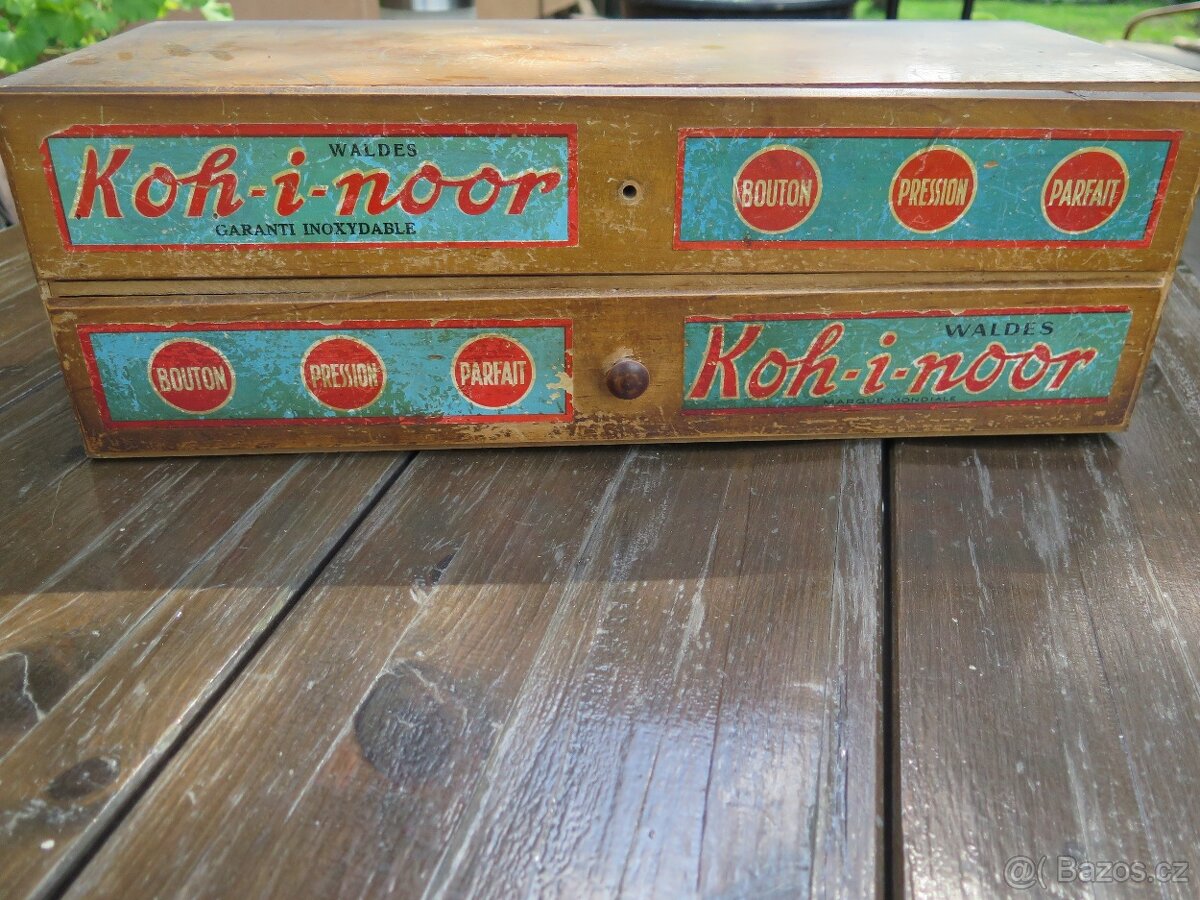 WALDES
Koh-i-noor
GARANTI INOXYDABLE
BOUTON PRESSION PARFAIT
BOUTON PRESSION PARFAIT
WALDES
Koh-i-noor
MARQUE MONDIALE
@( Bazos.cz